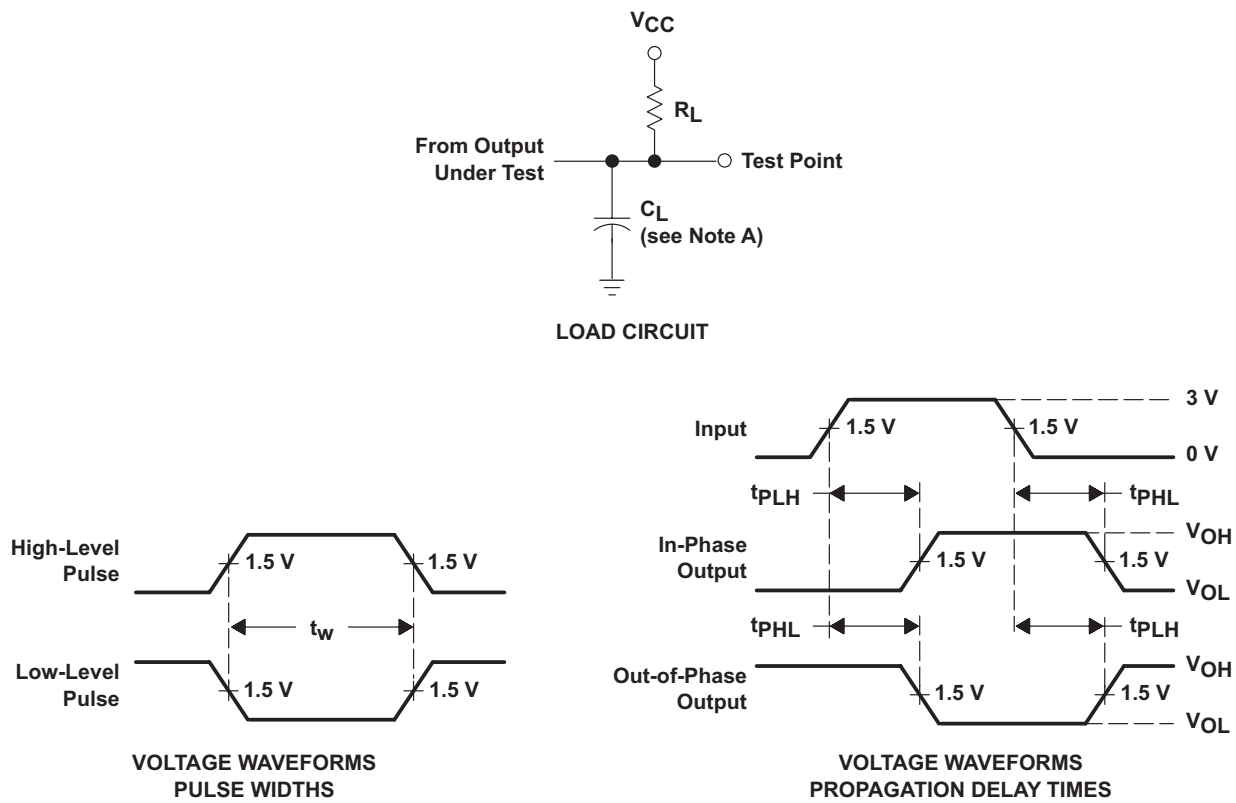 VCC
RL
From Output
Under Test
Test Point
CL
(see Note A)
LOAD CIRCUIT
High-Level
Pulse
1.5 V
1.5 V
tw
Low-Level
Pulse
1.5 V
1.5 V
VOLTAGE WAVEFORMS
PULSE WIDTHS
Input
1.5 V
1.5 V
3 V
0 V
tPLH
tPHL
In-Phase
Output
1.5 V
1.5 V
VOH
VOL
tPHL
tPLH
Out-of-Phase
Output
1.5 V
1.5 V
VOH
VOL
VOLTAGE WAVEFORMS
PROPAGATION DELAY TIMES